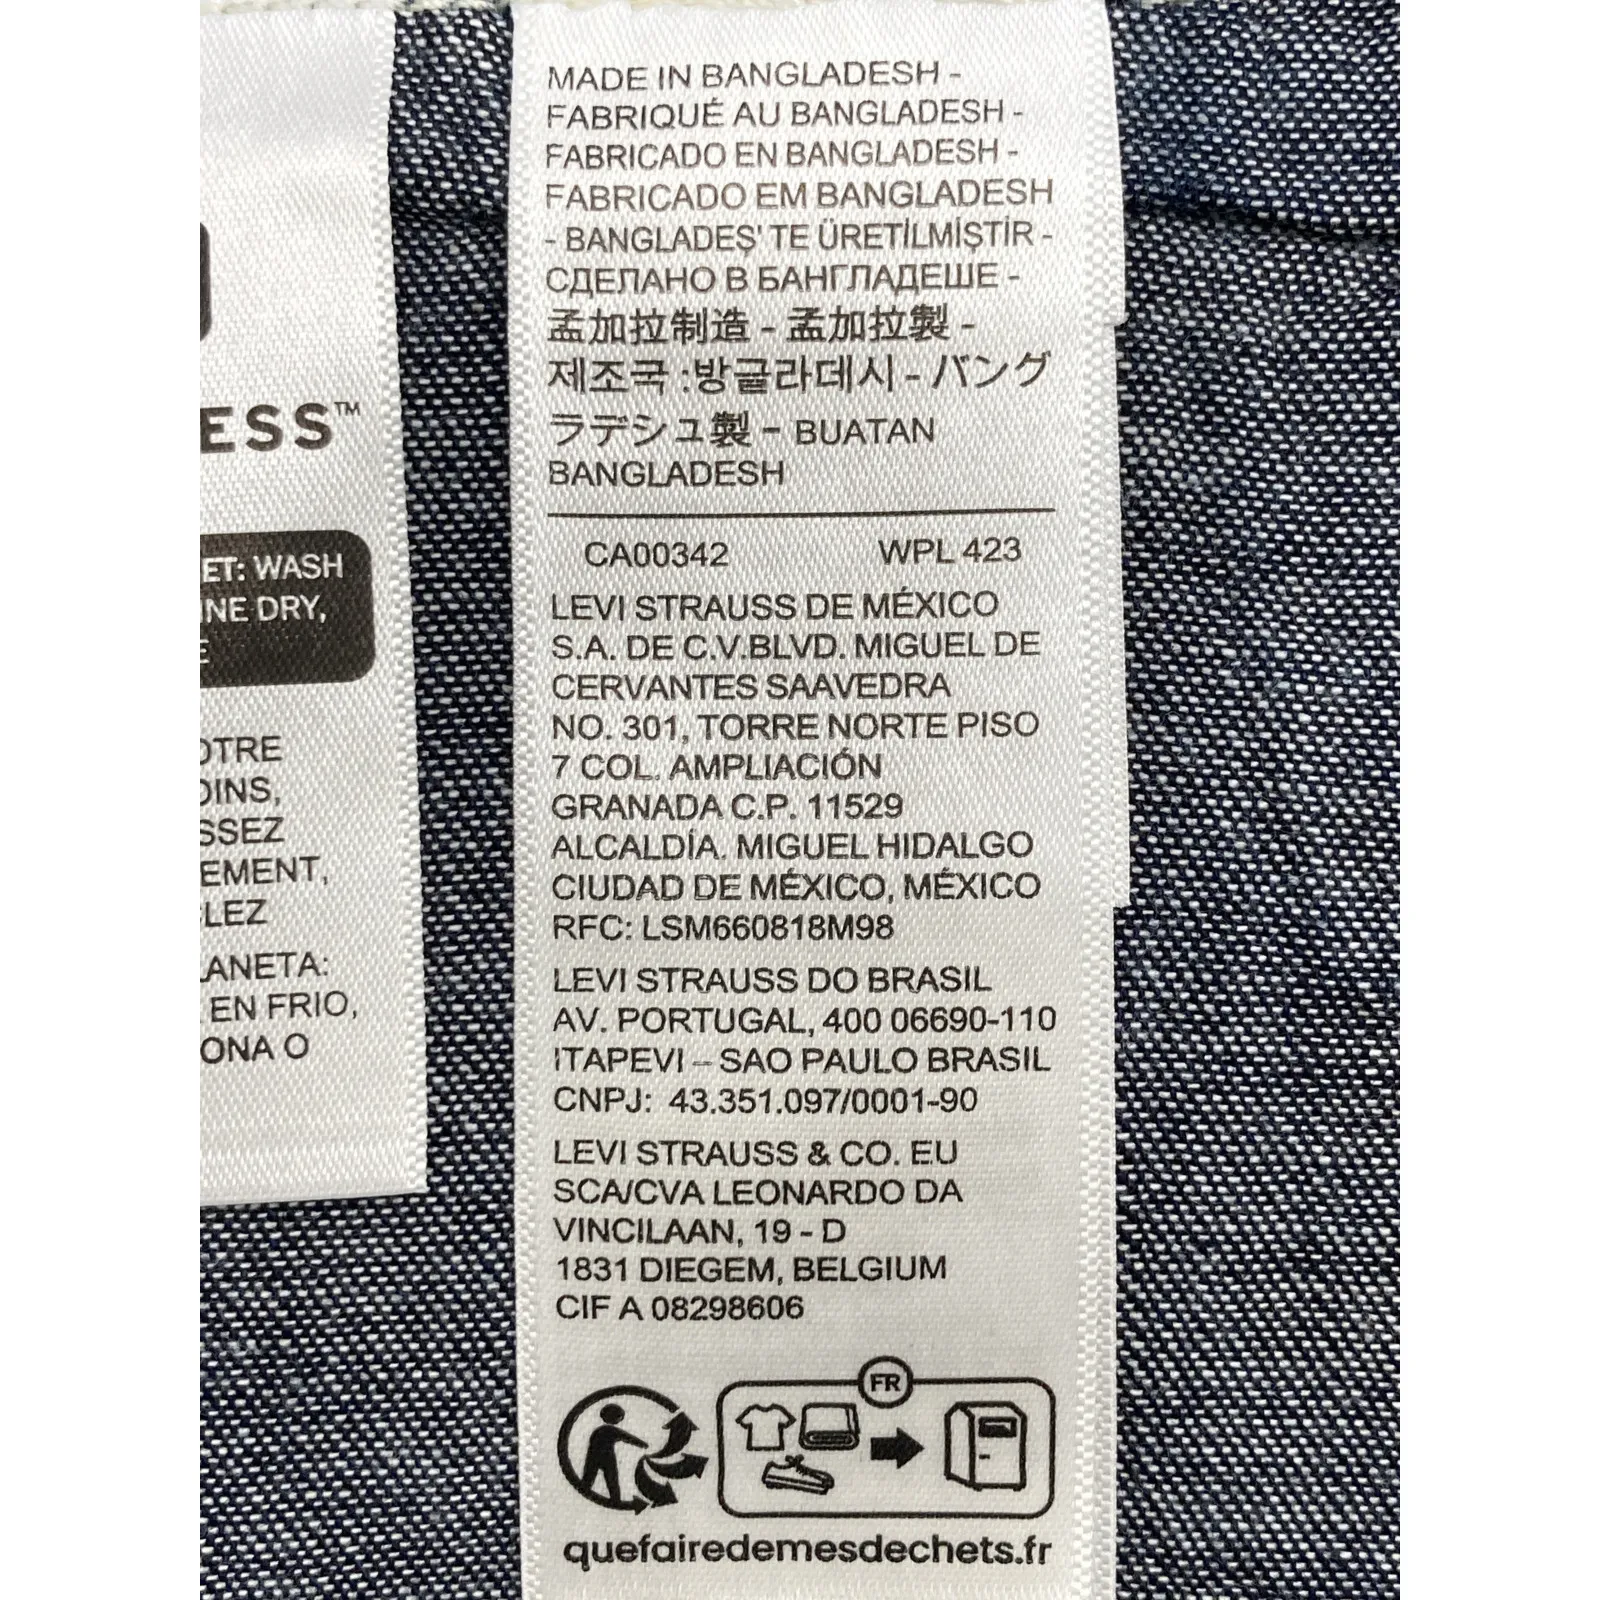 ESS™
ET: WASH
INE DRY,
E
OTRE
OINS,
SSEZ
EMENT,
LEZ
ANETA:
EN FRIO,
ONA O
MADE IN BANGLADESH -
FABRIQUÉ AU BANGLADESH -
FABRICADO EN BANGLADESH -
FABRICADO EM BANGLADESH
- BANGLADEŞ' TE ÜRETİLMİŞTİR -
СДЕЛАНО В БАНГЛАДЕШЕ -
孟加拉制造 - 孟加拉製 -
제조국 :방글라데시 - バング
ラデシュ製 - BUATAN
BANGLADESH
CA00342 WPL 423
LEVI STRAUSS DE MÉXICO
S.A. DE C.V.BLVD. MIGUEL DE
CERVANTES SAAVEDRA
NO. 301, TORRE NORTE PISO
7 COL. AMPLIACIÓN
GRANADA C.P. 11529
ALCALDÍA. MIGUEL HIDALGO
CIUDAD DE MÉXICO, MÉXICO
RFC: LSM660818M98
LEVI STRAUSS DO BRASIL
AV. PORTUGAL, 400 06690-110
ITAPEVI – SAO PAULO BRASIL
CNPJ: 43.351.097/0001-90
LEVI STRAUSS & CO. EU
SCA/CVA LEONARDO DA
VINCILAAN, 19 - D
1831 DIEGEM, BELGIUM
CIF A 08298606
FR
quefairedemesdechets.fr